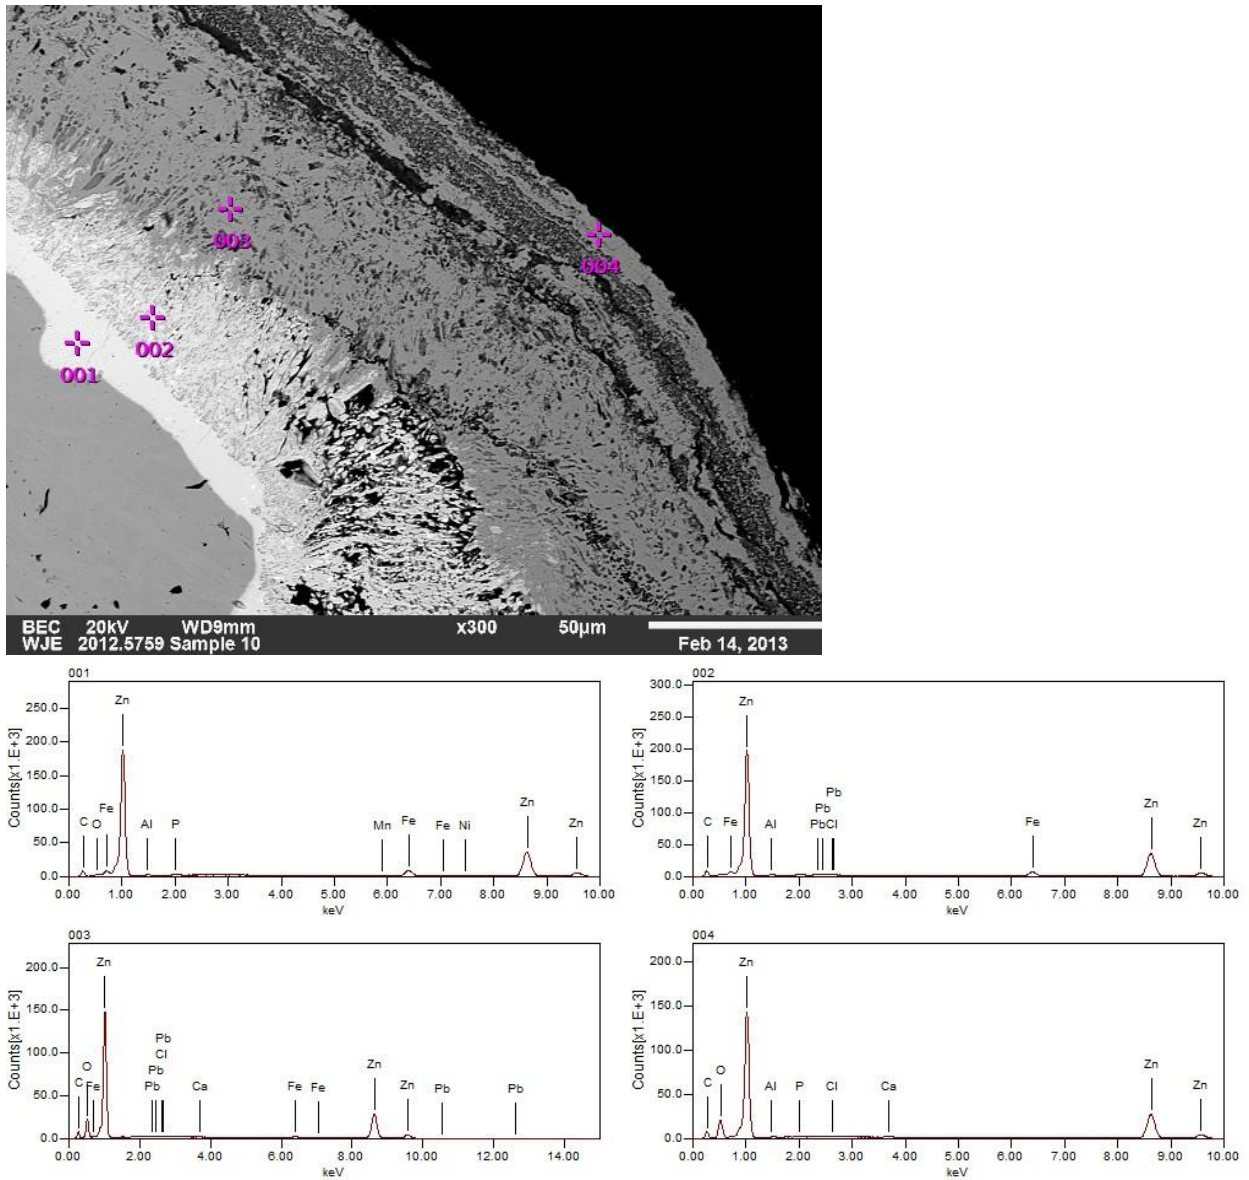 003
004
002
001
BEC 20kV WD9mm x300 50µm
WJE 2012.5759 Sample 10 Feb 14, 2013
001
Counts[x1.E+3]
250.0
200.0
150.0
100.0
50.0
0.0
Zn
C O Fe Al P Mn Fe Fe Ni Zn Zn
0.00 1.00 2.00 3.00 4.00 5.00 6.00 7.00 8.00 9.00 10.00
keV
002
Counts[x1.E+3]
300.0
250.0
200.0
150.0
100.0
50.0
0.0
Zn
Pb
Pb
C Fe Al PbCl Fe Zn Zn
0.00 1.00 2.00 3.00 4.00 5.00 6.00 7.00 8.00 9.00 10.00
keV
003
Counts[x1.E+3]
200.0
150.0
100.0
50.0
0.0
Zn
Pb
Cl
O Pb Zn
C Fe Pb Ca Fe Fe Zn Pb Pb
0.00 2.00 4.00 6.00 8.00 10.00 12.00 14.00
keV
004
Counts[x1.E+3]
200.0
150.0
100.0
50.0
0.0
Zn
O Zn
C Al P Cl Ca Zn
0.00 1.00 2.00 3.00 4.00 5.00 6.00 7.00 8.00 9.00 10.00
keV